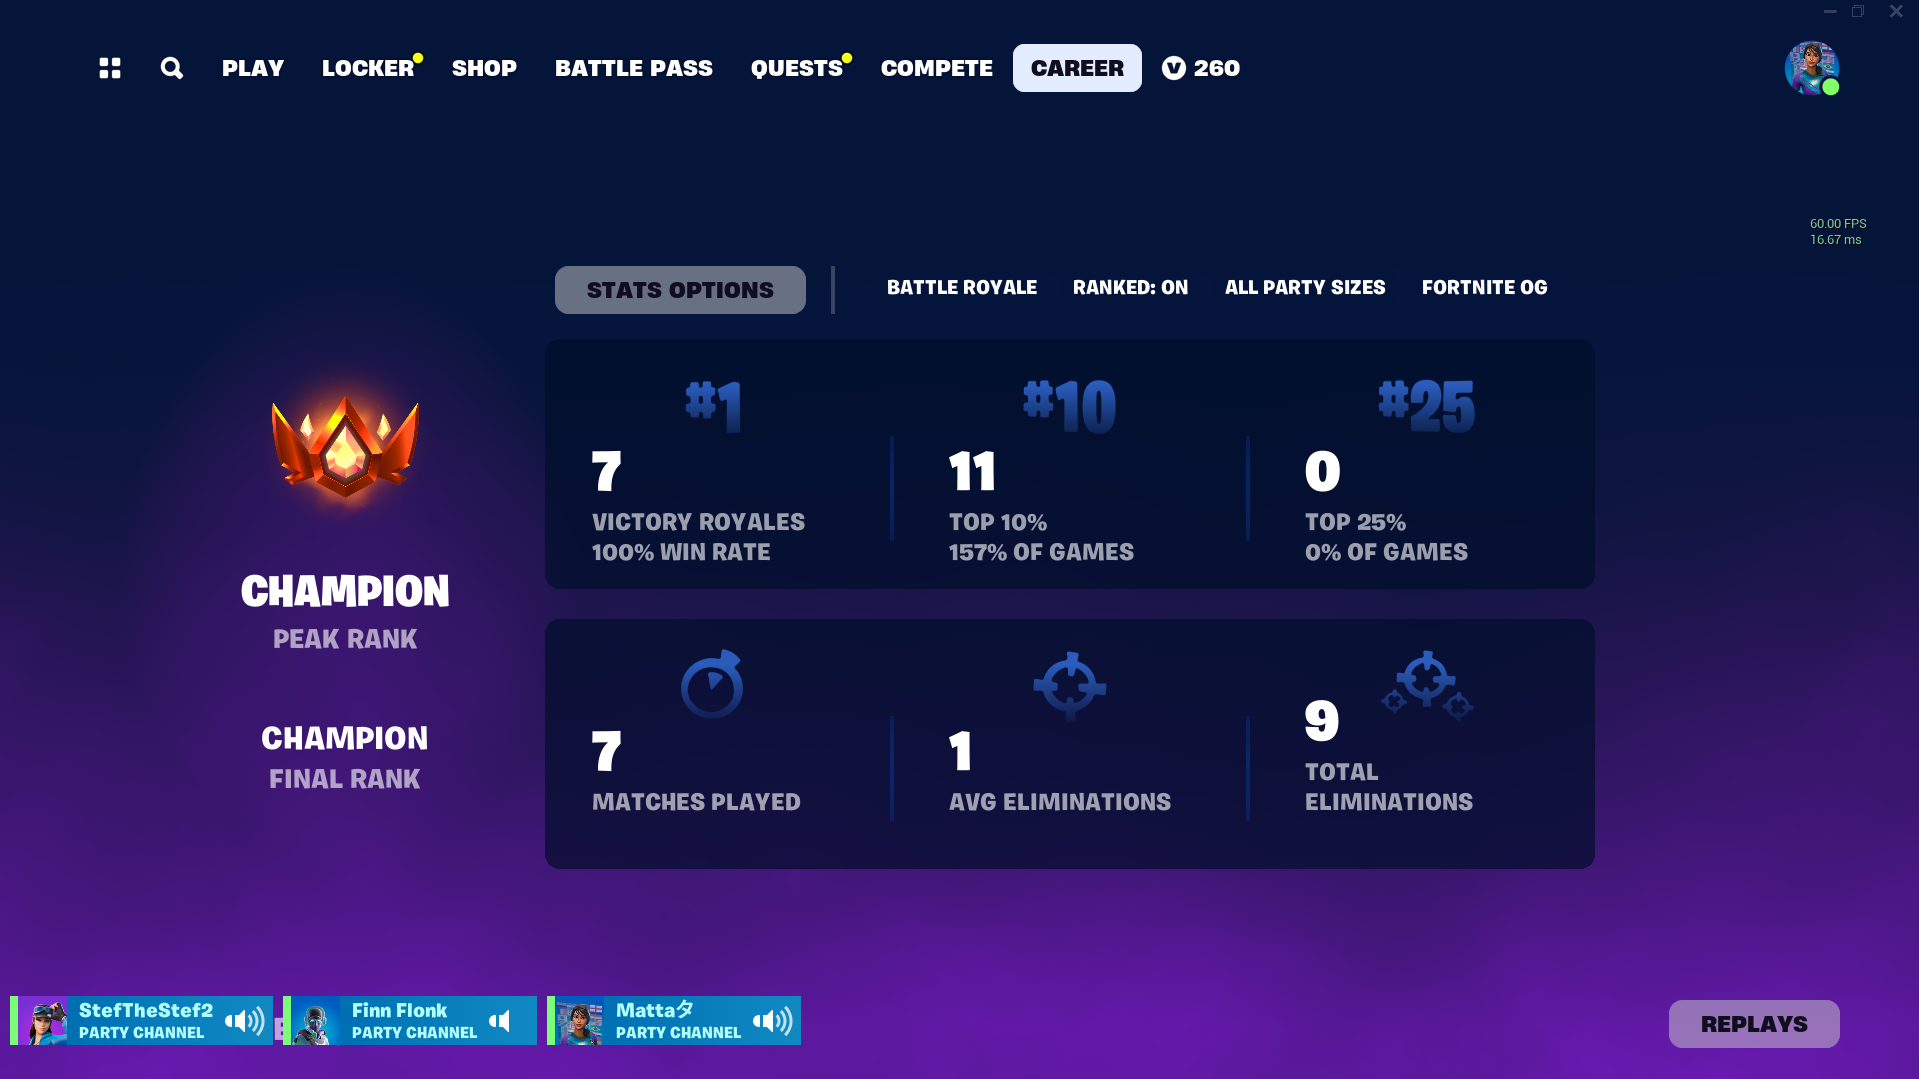 PLAY
LOCKER
SHOP
BATTLE PASS
QUESTS
COMPETE
CAREER
V 260
60.00 FPS
16.67 ms
STATS OPTIONS
BATTLE ROYALE
RANKED: ON
ALL PARTY SIZES
FORTNITE OG
#1
7
VICTORY ROYALES
100% WIN RATE
#10
11
TOP 10%
157% OF GAMES
#25
0
TOP 25%
0% OF GAMES
CHAMPION
PEAK RANK
CHAMPION
FINAL RANK
7
MATCHES PLAYED
1
AVG ELIMINATIONS
9
TOTAL
ELIMINATIONS
StefTheStef2
PARTY CHANNEL
Finn Flonk
PARTY CHANNEL
Mattaタ
PARTY CHANNEL
REPLAYS